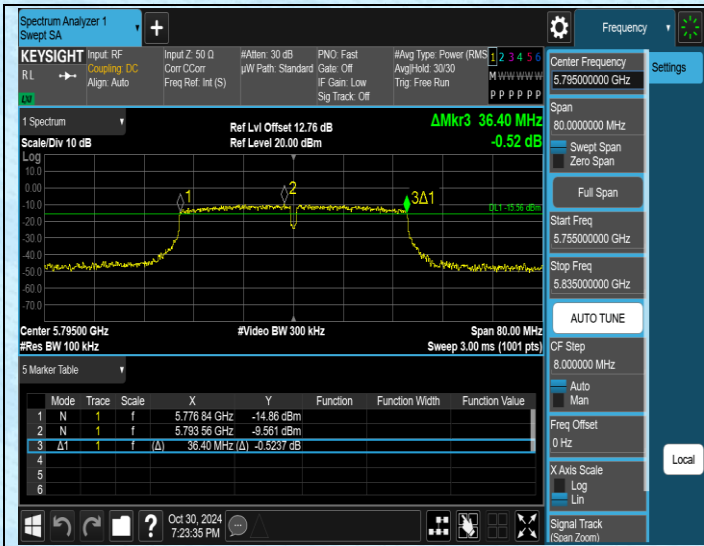 Spectrum Analyzer 1
Swept SA
Frequency
KEYSIGHT
RL
LXI
Input: RF
Coupling: DC
Align: Auto
Input Z: 50 Ω
Corr CCorr
Freq Ref: Int (S)
#Atten: 30 dB
µW Path: Standard
PNO: Fast
Gate: Off
IF Gain: Low
Sig Track: Off
#Avg Type: Power (RMS
Avg|Hold: 30/30
Trig: Free Run
1 2 3 4 5 6
M W W W W W
P P P P P P
1 Spectrum
Scale/Div 10 dB
Ref Lvl Offset 12.76 dB
Ref Level 20.00 dBm
ΔMkr3 36.40 MHz
-0.52 dB
Log
10.0
0.00
-10.0
-20.0
-30.0
-40.0
-50.0
-60.0
-70.0
1
2
3Δ1
DL1 -15.56 dBm
Center 5.79500 GHz
#Res BW 100 kHz
#Video BW 300 kHz
Span 80.00 MHz
Sweep 3.00 ms (1001 pts)
5 Marker Table
Mode Trace Scale X Y Function Function Width Function Value
1 N 1 f 5.776 84 GHz -14.86 dBm
2 N 1 f 5.793 56 GHz -9.561 dBm
3 Δ1 1 f (Δ) 36.40 MHz (Δ) -0.5237 dB
4
5
6
Oct 30, 2024
7:23:35 PM
Center Frequency
5.795000000 GHz
Span
80.0000000 MHz
Swept Span
Zero Span
Full Span
Start Freq
5.755000000 GHz
Stop Freq
5.835000000 GHz
AUTO TUNE
CF Step
8.000000 MHz
Auto
Man
Freq Offset
0 Hz
X Axis Scale
Log
Lin
Signal Track
(Span Zoom)
Settings
Local